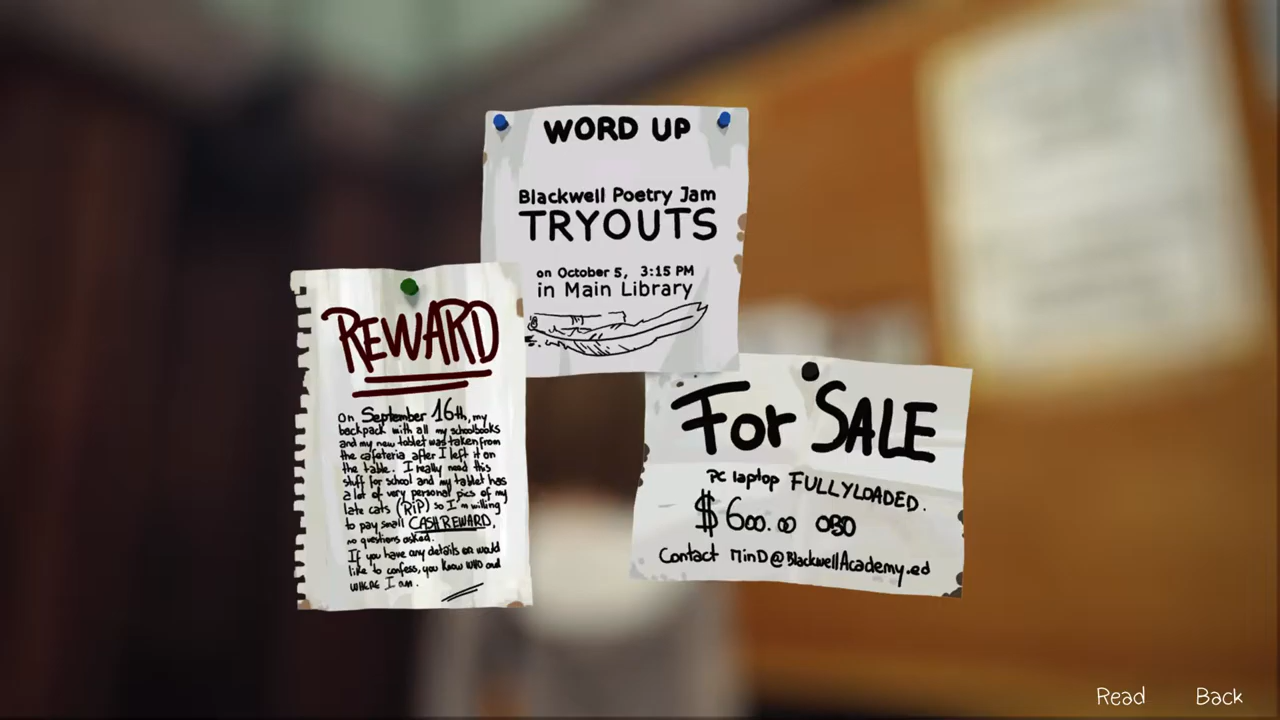 WORD UP
Blackwell Poetry Jam
TRYOUTS
on October 5, 3:15 PM
in Main Library
REWARD
On September 16th, my
backpack with all my schoolbooks
and my new tablet was taken from
the cafeteria after I left it on
the table. I really need this
stuff for school and my tablet has
a lot of very personal pics of my
late cats (RiP) so I'm willing
to pay small CASH REWARD,
no questions asked.
If you have any details or would
like to confess, you know WHO and
WHERE I am.
For SALE
PC laptop FULLY LOADED.
$600.00 OBO
Contact MinD@BlackwellAcademy.ed
Read
Back